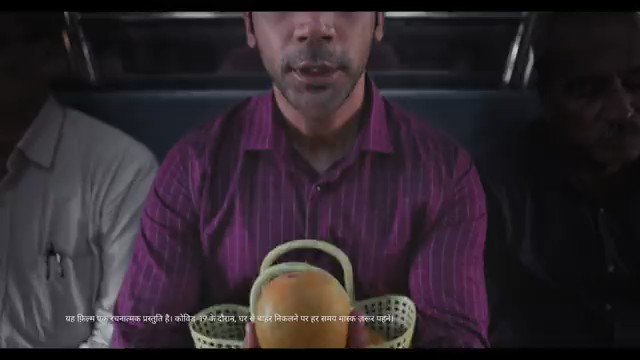 यह फ़िल्म एक रचनात्मक प्रस्तुति है। कोविड-19 के दौरान, घर से बाहर निकलने पर हर समय मास्क ज़रूर पहनें।